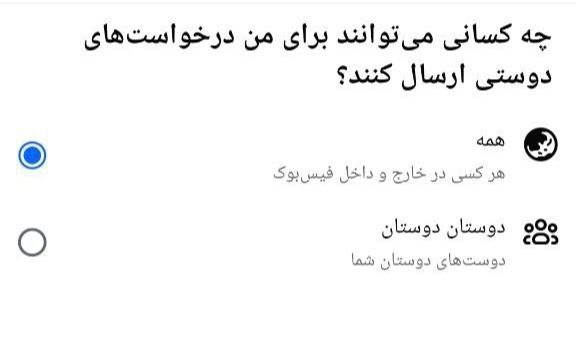 چه کسانی می‌توانند برای من درخواست‌های
دوستی ارسال کنند؟
همه
هر کسی در خارج و داخل فیس‌بوک
دوستان دوستان
دوست‌های دوستان شما